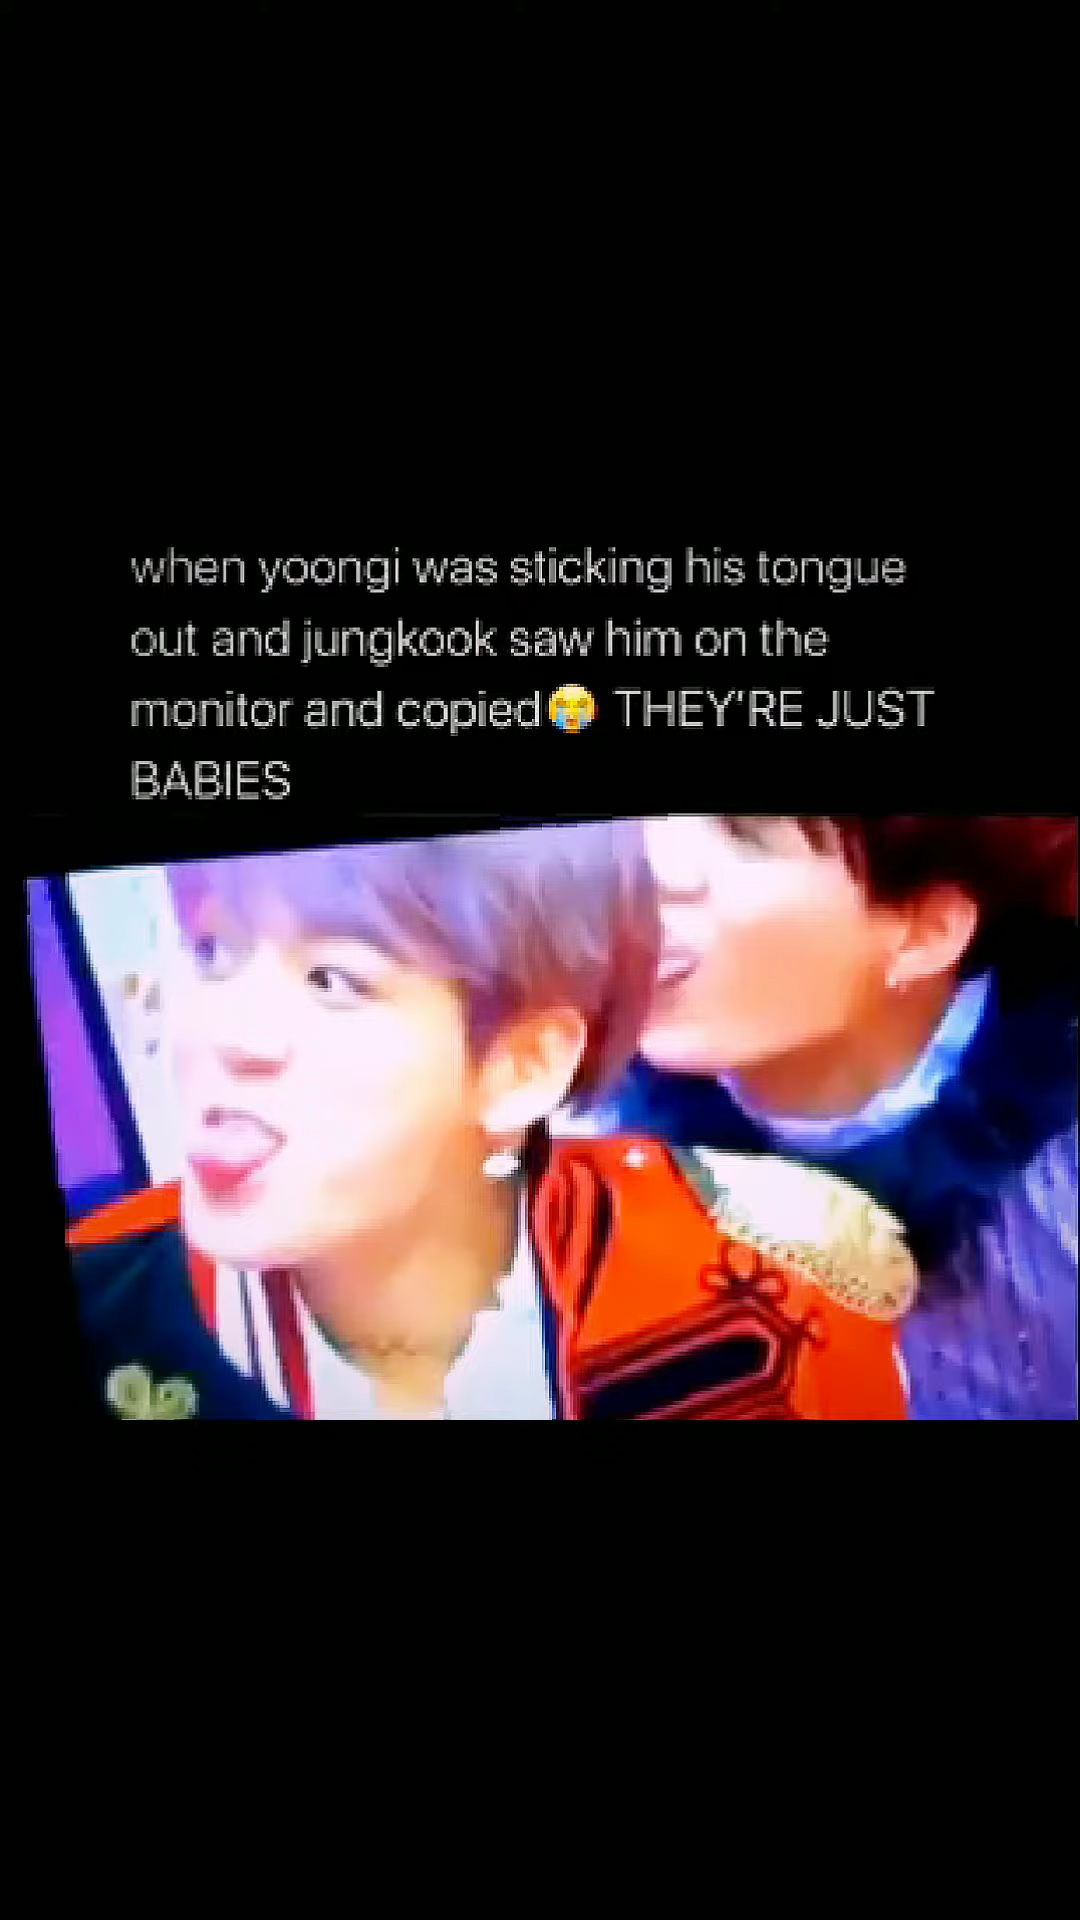 when yoongi was sticking his tongue
out and jungkook saw him on the
monitor and copied😭 THEY'RE JUST
BABIES